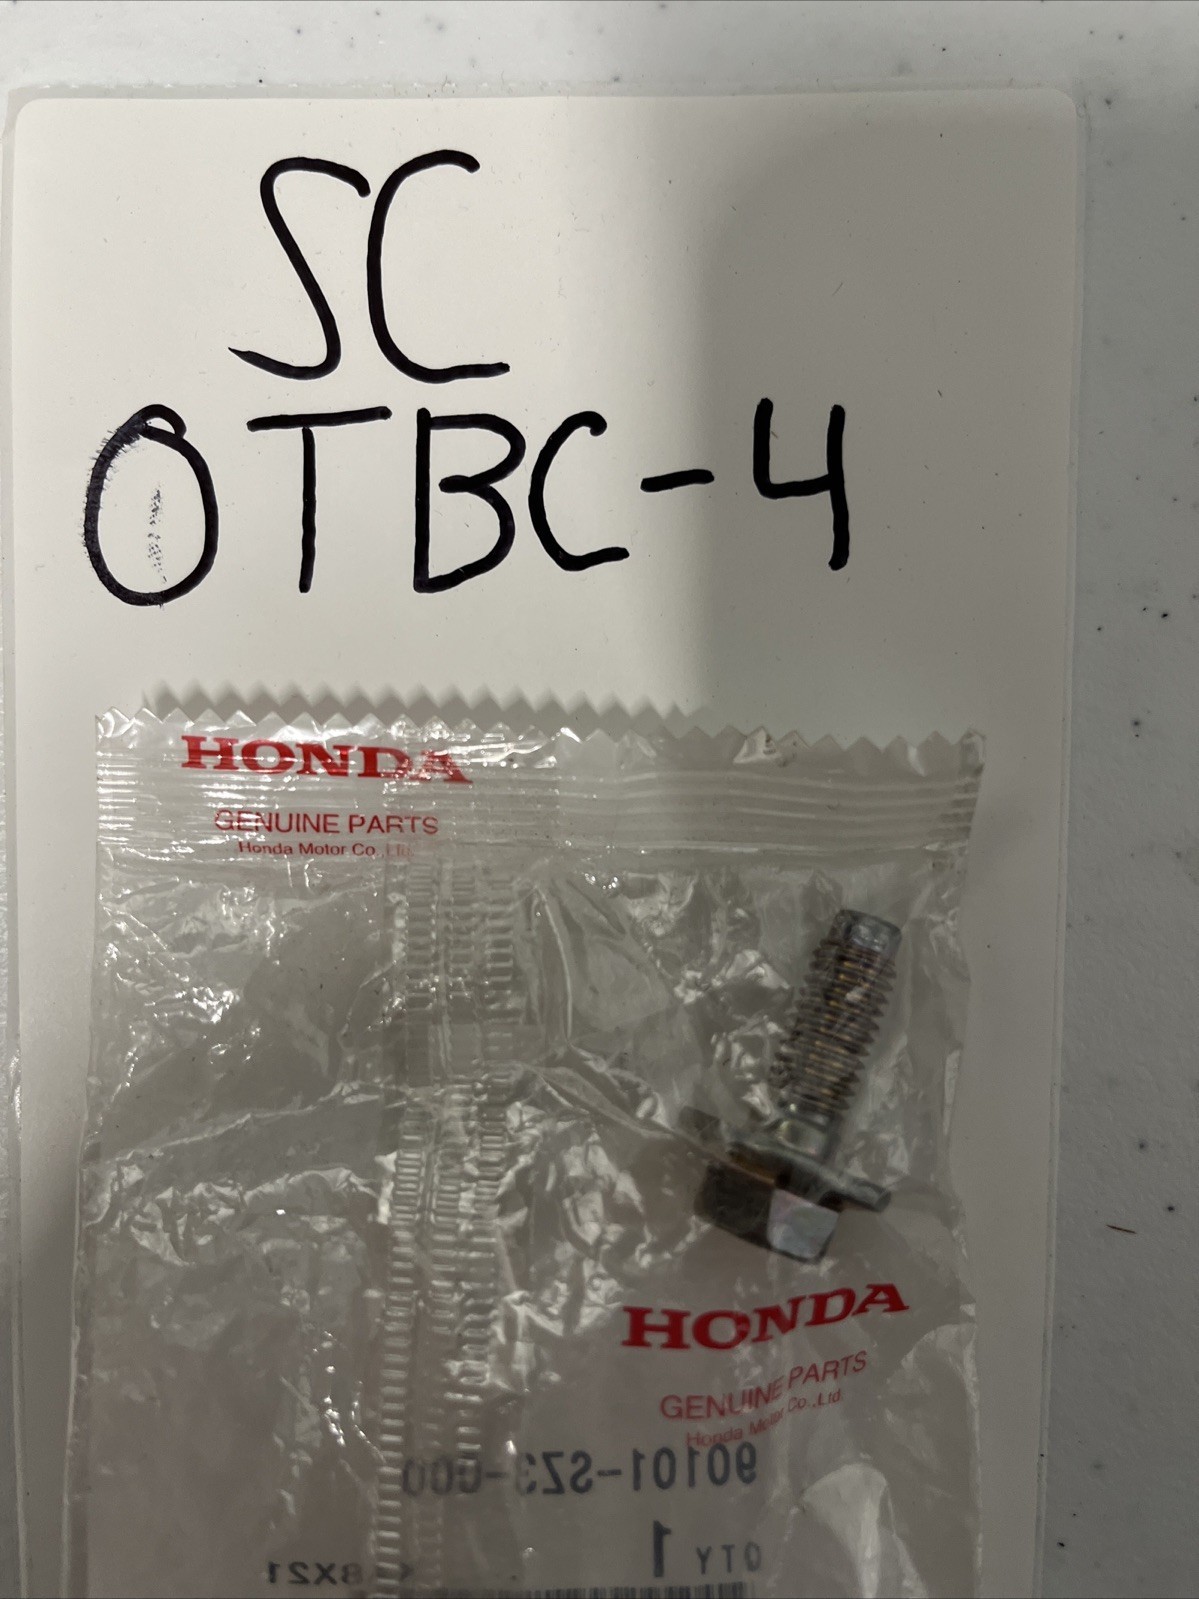 SC
OTBC-4
HONDA
GENUINE PARTS
Honda Motor Co., Ltd.
HONDA
GENUINE PARTS
Honda Motor Co., Ltd.
90101-SZ3-000
QTY 1
BX21